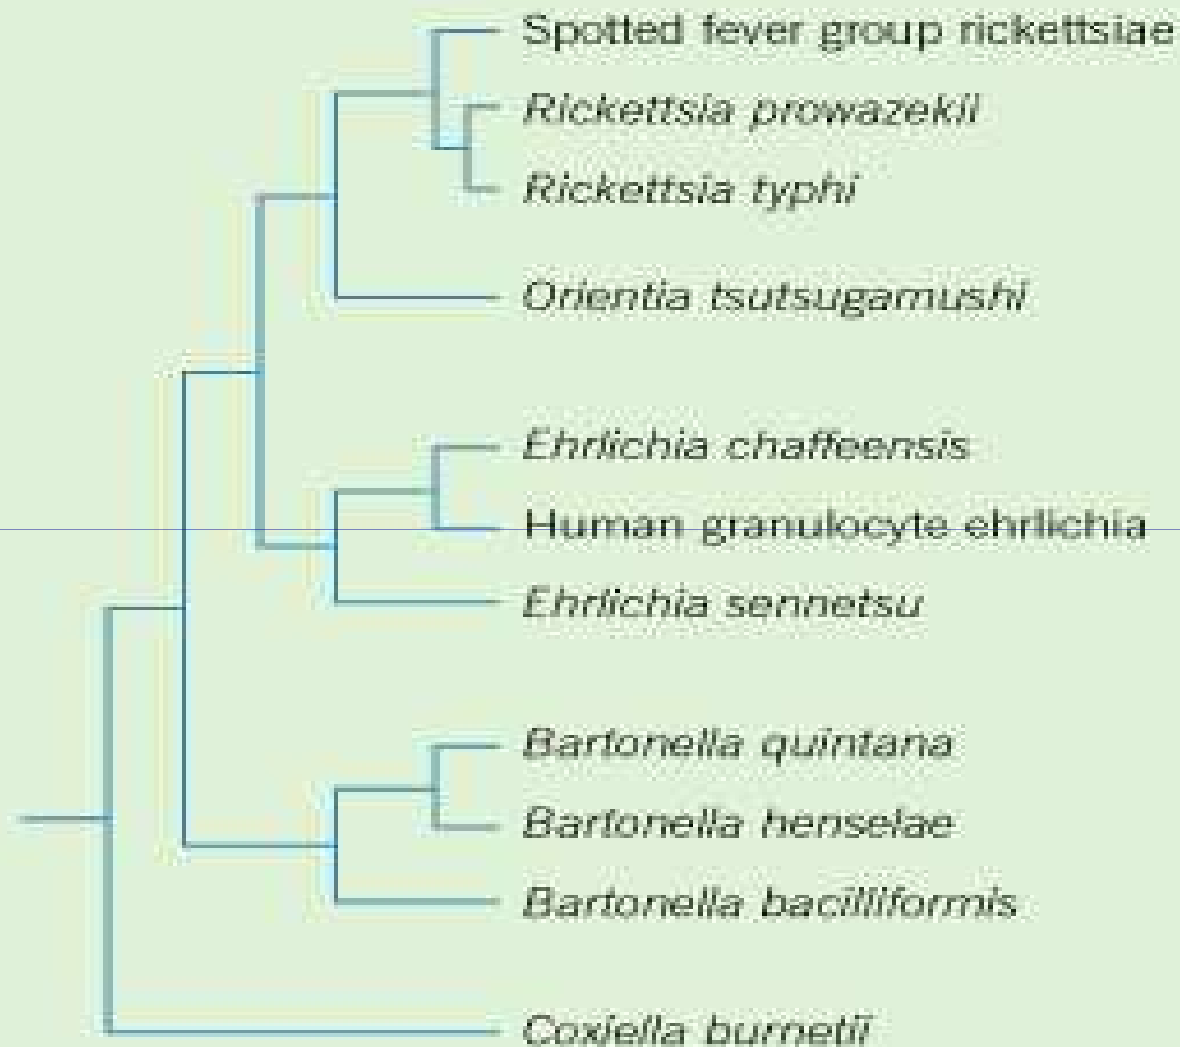 Spotted fever group rickettsiae
Rickettsia prowazekii
Rickettsia typhi
Orientia tsutsugamushi
Ehrlichia chaffeensis
Human granulocyte ehrlichia
Ehrlichia sennetsu
Bartonella quintana
Bartonella henselae
Bartonella bacilliformis
Coxiella burnetii